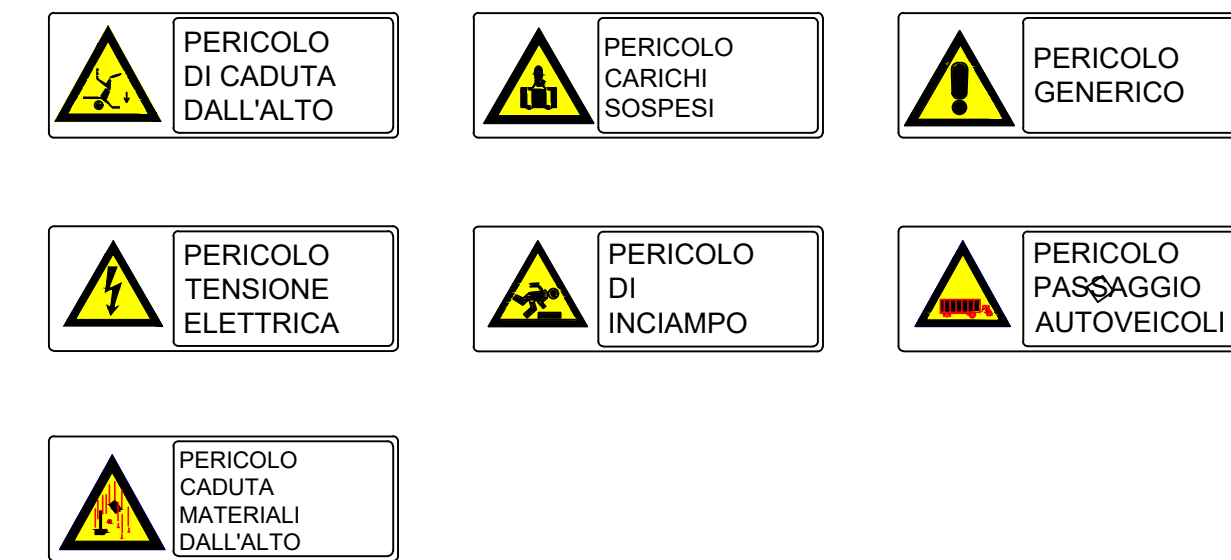 PERICOLO
DI CADUTA
DALL'ALTO
PERICOLO
CARICHI
SOSPESI
PERICOLO
GENERICO
PERICOLO
TENSIONE
ELETTRICA
PERICOLO
DI
INCIAMPO
PERICOLO
PASSAGGIO
AUTOVEICOLI
PERICOLO
CADUTA
MATERIALI
DALL'ALTO